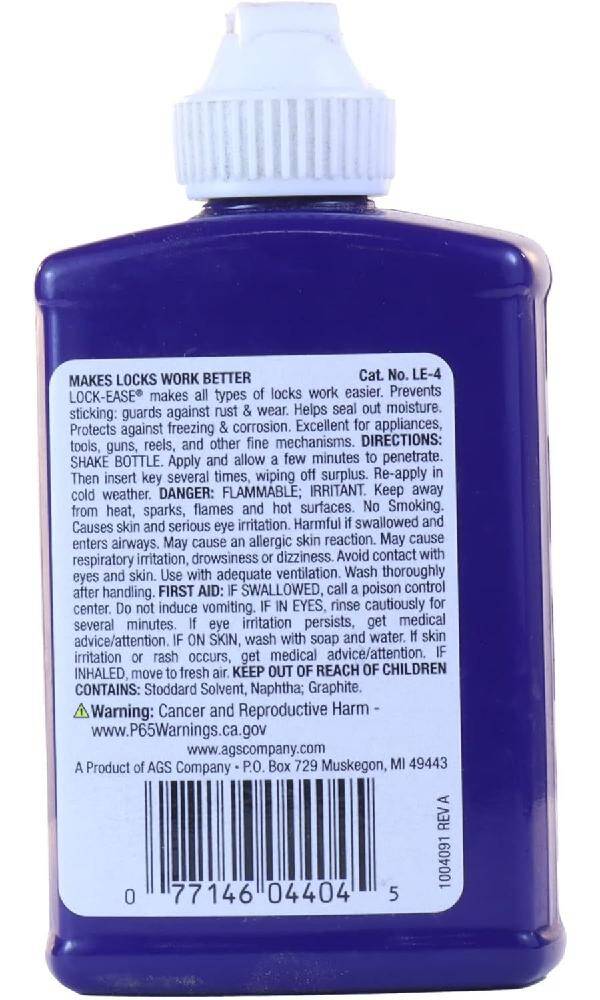 MAKES LOCKS WORK BETTER Cat. No. LE-4
LOCK-EASE® makes all types of locks work easier. Prevents
sticking: guards against rust & wear. Helps seal out moisture.
Protects against freezing & corrosion. Excellent for appliances,
tools, guns, reels, and other fine mechanisms. DIRECTIONS:
SHAKE BOTTLE. Apply and allow a few minutes to penetrate.
Then insert key several times, wiping off surplus. Re-apply in
cold weather. DANGER: FLAMMABLE; IRRITANT. Keep away
from heat, sparks, flames and hot surfaces. No Smoking.
Causes skin and serious eye irritation. Harmful if swallowed and
enters airways. May cause an allergic skin reaction. May cause
respiratory irritation, drowsiness or dizziness. Avoid contact with
eyes and skin. Use with adequate ventilation. Wash thoroughly
after handling. FIRST AID: IF SWALLOWED, call a poison control
center. Do not induce vomiting. IF IN EYES, rinse cautiously for
several minutes. If eye irritation persists, get medical
advice/attention. IF ON SKIN, wash with soap and water. If skin
irritation or rash occurs, get medical advice/attention. IF
INHALED, move to fresh air. KEEP OUT OF REACH OF CHILDREN
CONTAINS: Stoddard Solvent, Naphtha; Graphite.
Warning: Cancer and Reproductive Harm -
www.P65Warnings.ca.gov
www.agscompany.com
A Product of AGS Company • P.O. Box 729 Muskegon, MI 49443
0 77146 04404 5
1004091 REV A